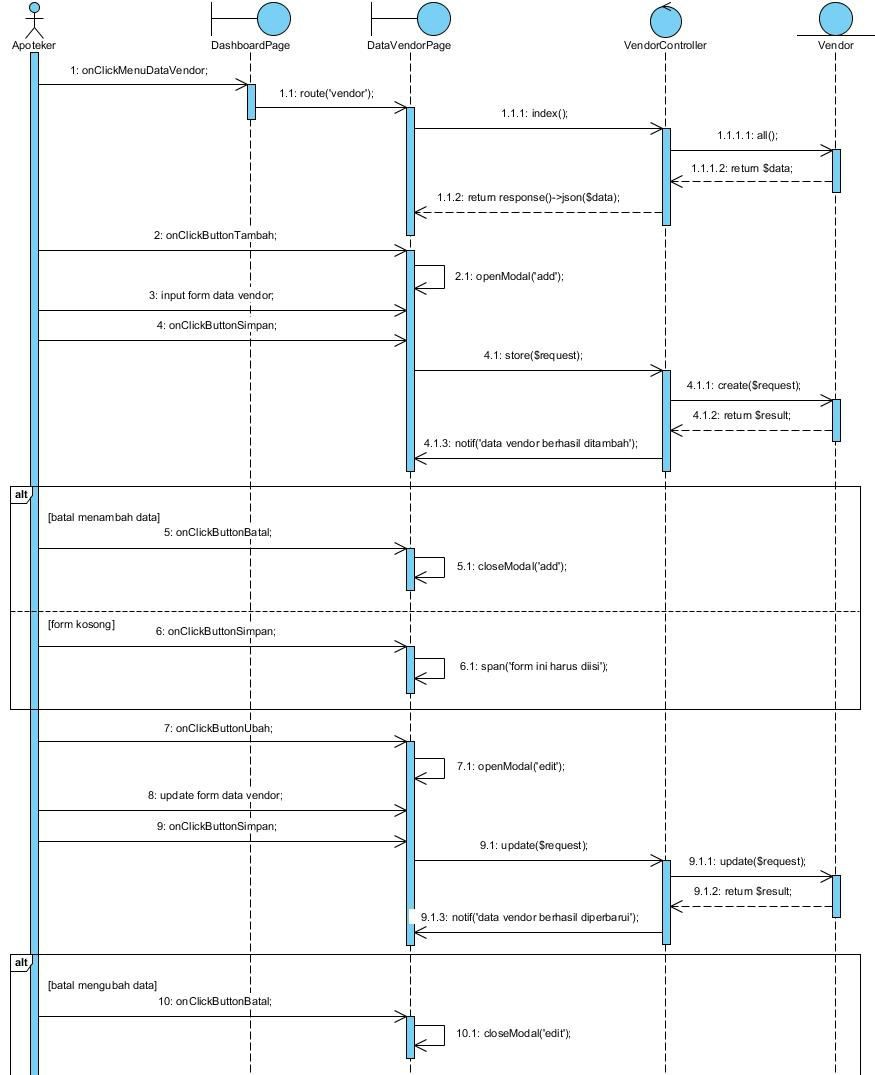 Apoteker
DashboardPage
DataVendorPage
VendorController
Vendor
1: onClickMenuDataVendor;
1.1: route('vendor');
1.1.1: index();
1.1.1.1: all();
1.1.1.2: return $data;
1.1.2: return response()->json($data);
2: onClickButtonTambah;
2.1: openModal('add');
3: input form data vendor;
4: onClickButtonSimpan;
4.1: store($request);
4.1.1: create($request);
4.1.2: return $result;
4.1.3: notif('data vendor berhasil ditambah');
alt
[batal menambah data]
5: onClickButtonBatal;
5.1: closeModal('add');
[form kosong]
6: onClickButtonSimpan;
6.1: span('form ini harus diisi');
7: onClickButtonUbah;
7.1: openModal('edit');
8: update form data vendor;
9: onClickButtonSimpan;
9.1: update($request);
9.1.1: update($request);
9.1.2: return $result;
9.1.3: notif('data vendor berhasil diperbarui');
alt
[batal mengubah data]
10: onClickButtonBatal;
10.1: closeModal('edit');